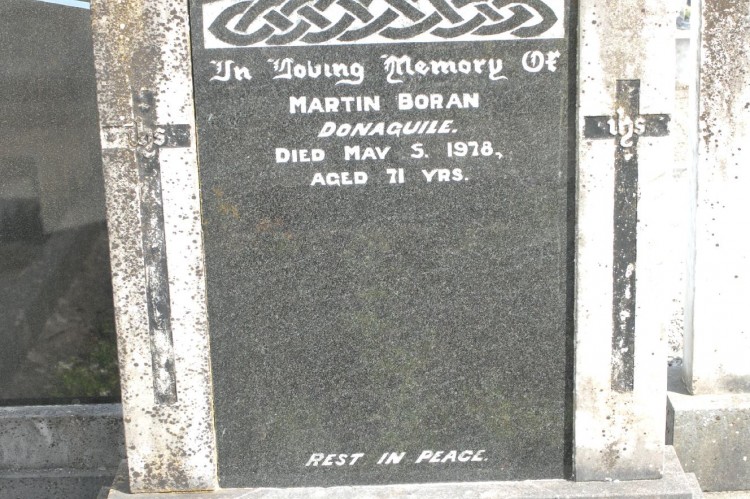 In Loving Memory Of
MARTIN BORAN
DONAGUILE.
DIED MAY 5. 1978,
AGED 71 YRS.
IHS
IHS
REST IN PEACE.